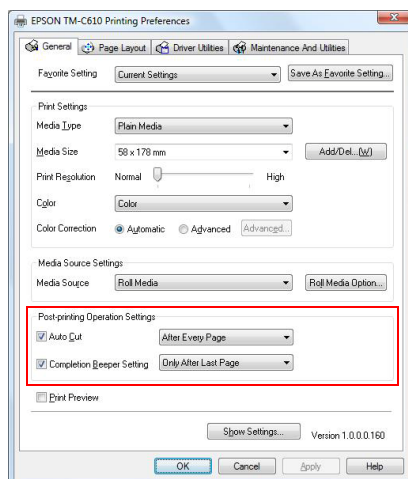 EPSON TM-C610 Printing Preferences
General Page Layout Driver Utilities Maintenance And Utilities
Favorite Setting Current Settings Save As Favorite Setting...
Print Settings
Media Type Plain Media
Media Size 58 x 178 mm Add/Del...(W)
Print Resolution Normal High
Color Color
Color Correction Automatic Advanced Advanced...
Media Source Settings
Media Source Roll Media Roll Media Option...
Post-printing Operation Settings
Auto Cut After Every Page
Completion Beeper Setting Only After Last Page
Print Preview
Show Settings... Version 1.0.0.0.160
OK Cancel Apply Help